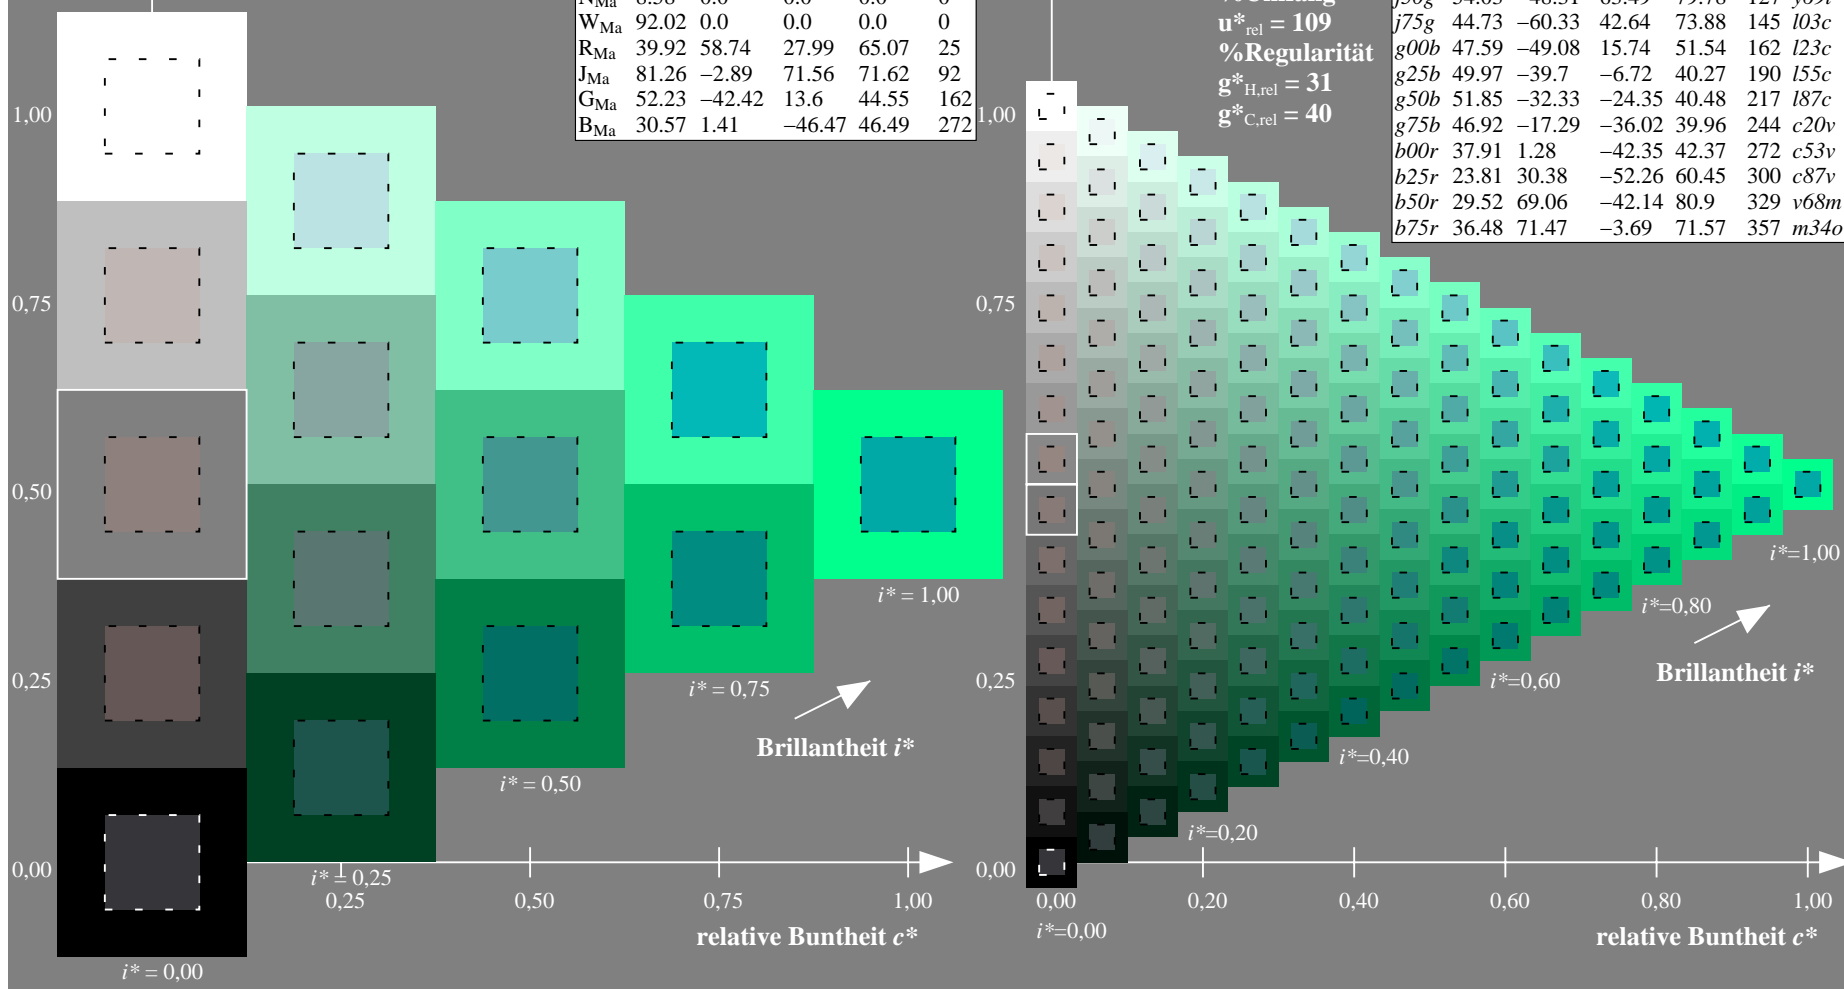 W_Ma 92.02 0.0 0.0 0.0 0
R_Ma 39.92 58.74 27.99 65.07 25
J_Ma 81.26 −2.89 71.56 71.62 92
G_Ma 52.23 −42.42 13.6 44.55 162
B_Ma 30.57 1.41 −46.47 46.49 272
u*rel = 109
%Regularität
g*H,rel = 31
g*C,rel = 40
j75g 44.73 −60.33 42.64 73.88 145 l03c
g00b 47.59 −49.08 15.74 51.54 162 l23c
g25b 49.97 −39.7 −6.72 40.27 190 l55c
g50b 51.85 −32.33 −24.35 40.48 217 l87c
g75b 46.92 −17.29 −36.02 39.96 244 c20v
b00r 37.91 1.28 −42.35 42.37 272 c53v
b25r 23.81 30.38 −52.26 60.45 300 c87v
b50r 29.52 69.06 −42.14 80.9 329 v68m
b75r 36.48 71.47 −3.69 71.57 357 m34o
1,00
0,75
0,50
0,25
0,00
i* = 1,00
i* = 0,75
i* = 0,50
i* = 0,25
i* = 0,00
Brillantheit i*
0,25 0,50 0,75 1,00
relative Buntheit c*
1,00
0,75
0,50
0,25
0,00
i*=1,00
i*=0,80
i*=0,60
i*=0,40
i*=0,20
i*=0,00
Brillantheit i*
0,00 0,20 0,40 0,60 0,80 1,00
relative Buntheit c*